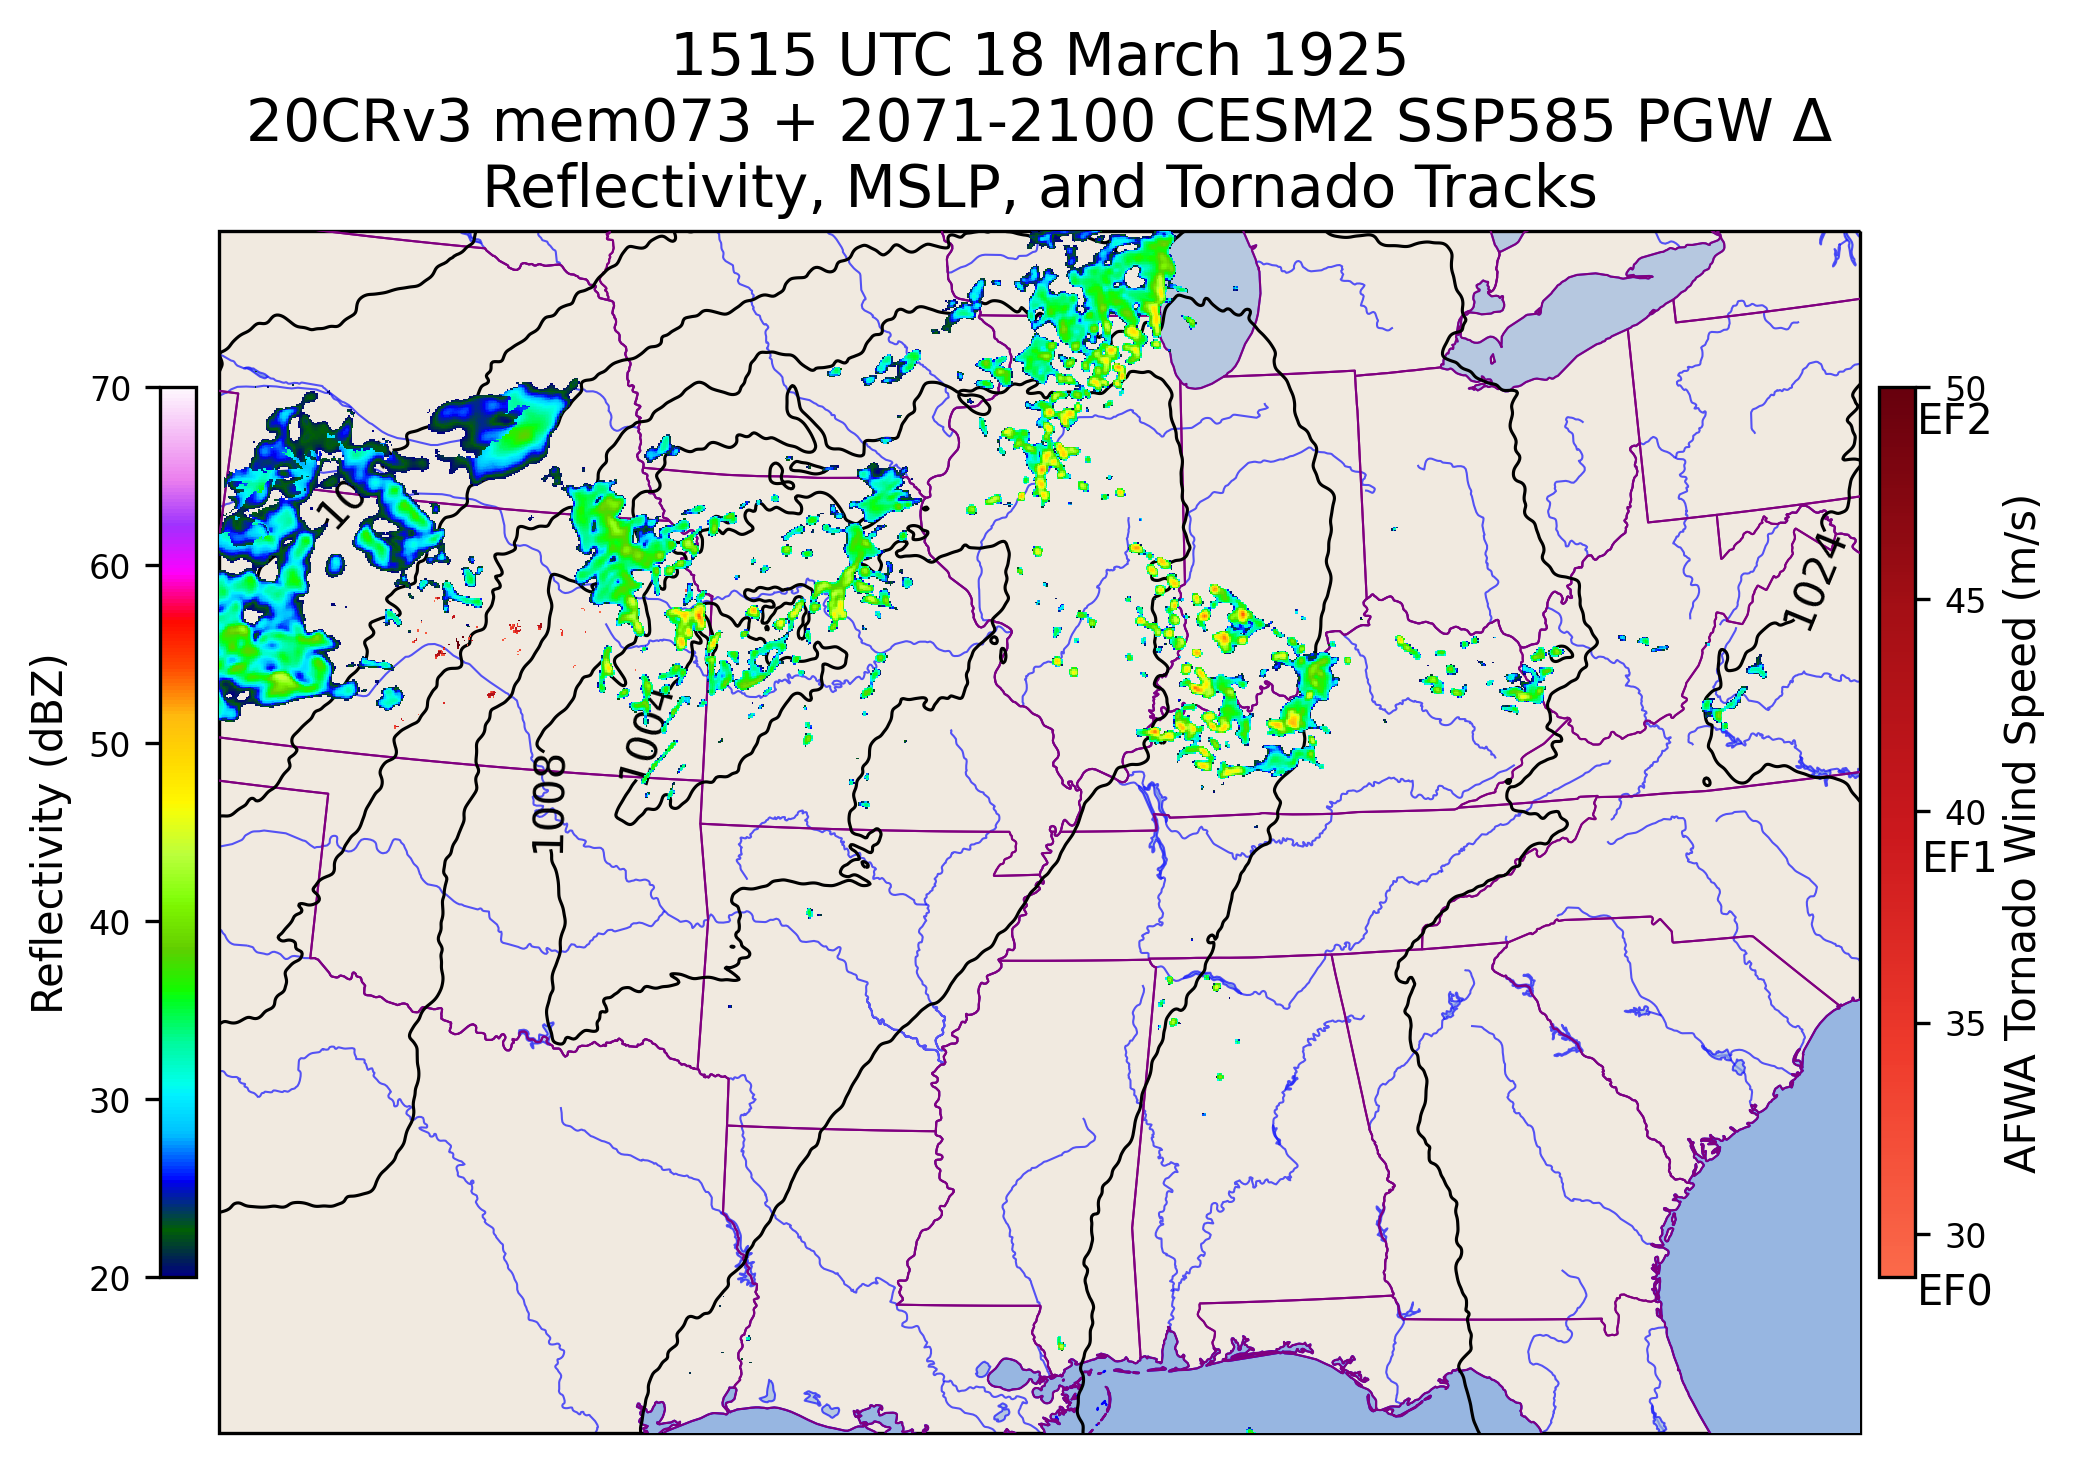 1515 UTC 18 March 1925
20CRv3 mem073 + 2071-2100 CESM2 SSP585 PGW Δ
Reflectivity, MSLP, and Tornado Tracks
70
60
50
40
30
20
Reflectivity (dBZ)
10
1008
1004
1024
50
EF2
45
40
EF1
35
30
EF0
AFWA Tornado Wind Speed (m/s)